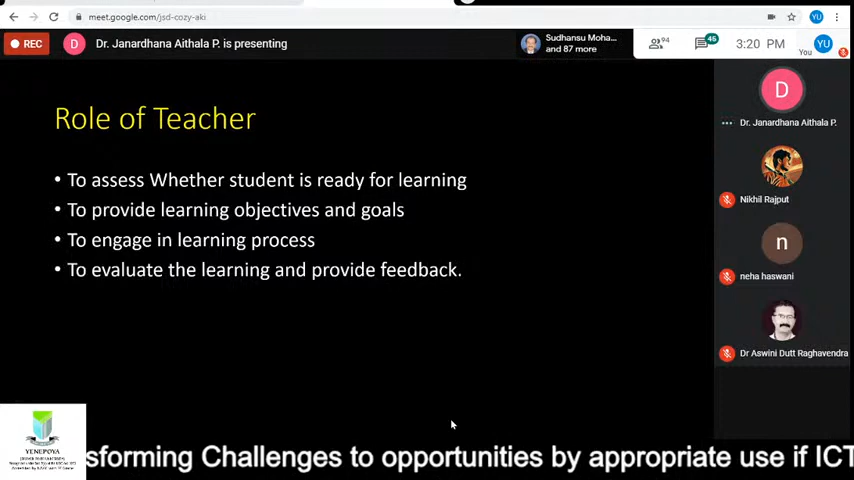 meet.google.com/jsd-cozy-aki
YU
REC
D
Dr. Janardhana Aithala P. is presenting
Sudhansu Moha...
and 87 more
94
45
3:20 PM
You
YU
Role of Teacher
• To assess Whether student is ready for learning
• To provide learning objectives and goals
• To engage in learning process
• To evaluate the learning and provide feedback.
D
Dr. Janardhana Aithala P.
Nikhil Rajput
n
neha haswani
Dr Aswini Dutt Raghavendra
YENEPOYA
sforming Challenges to opportunities by appropriate use if ICT